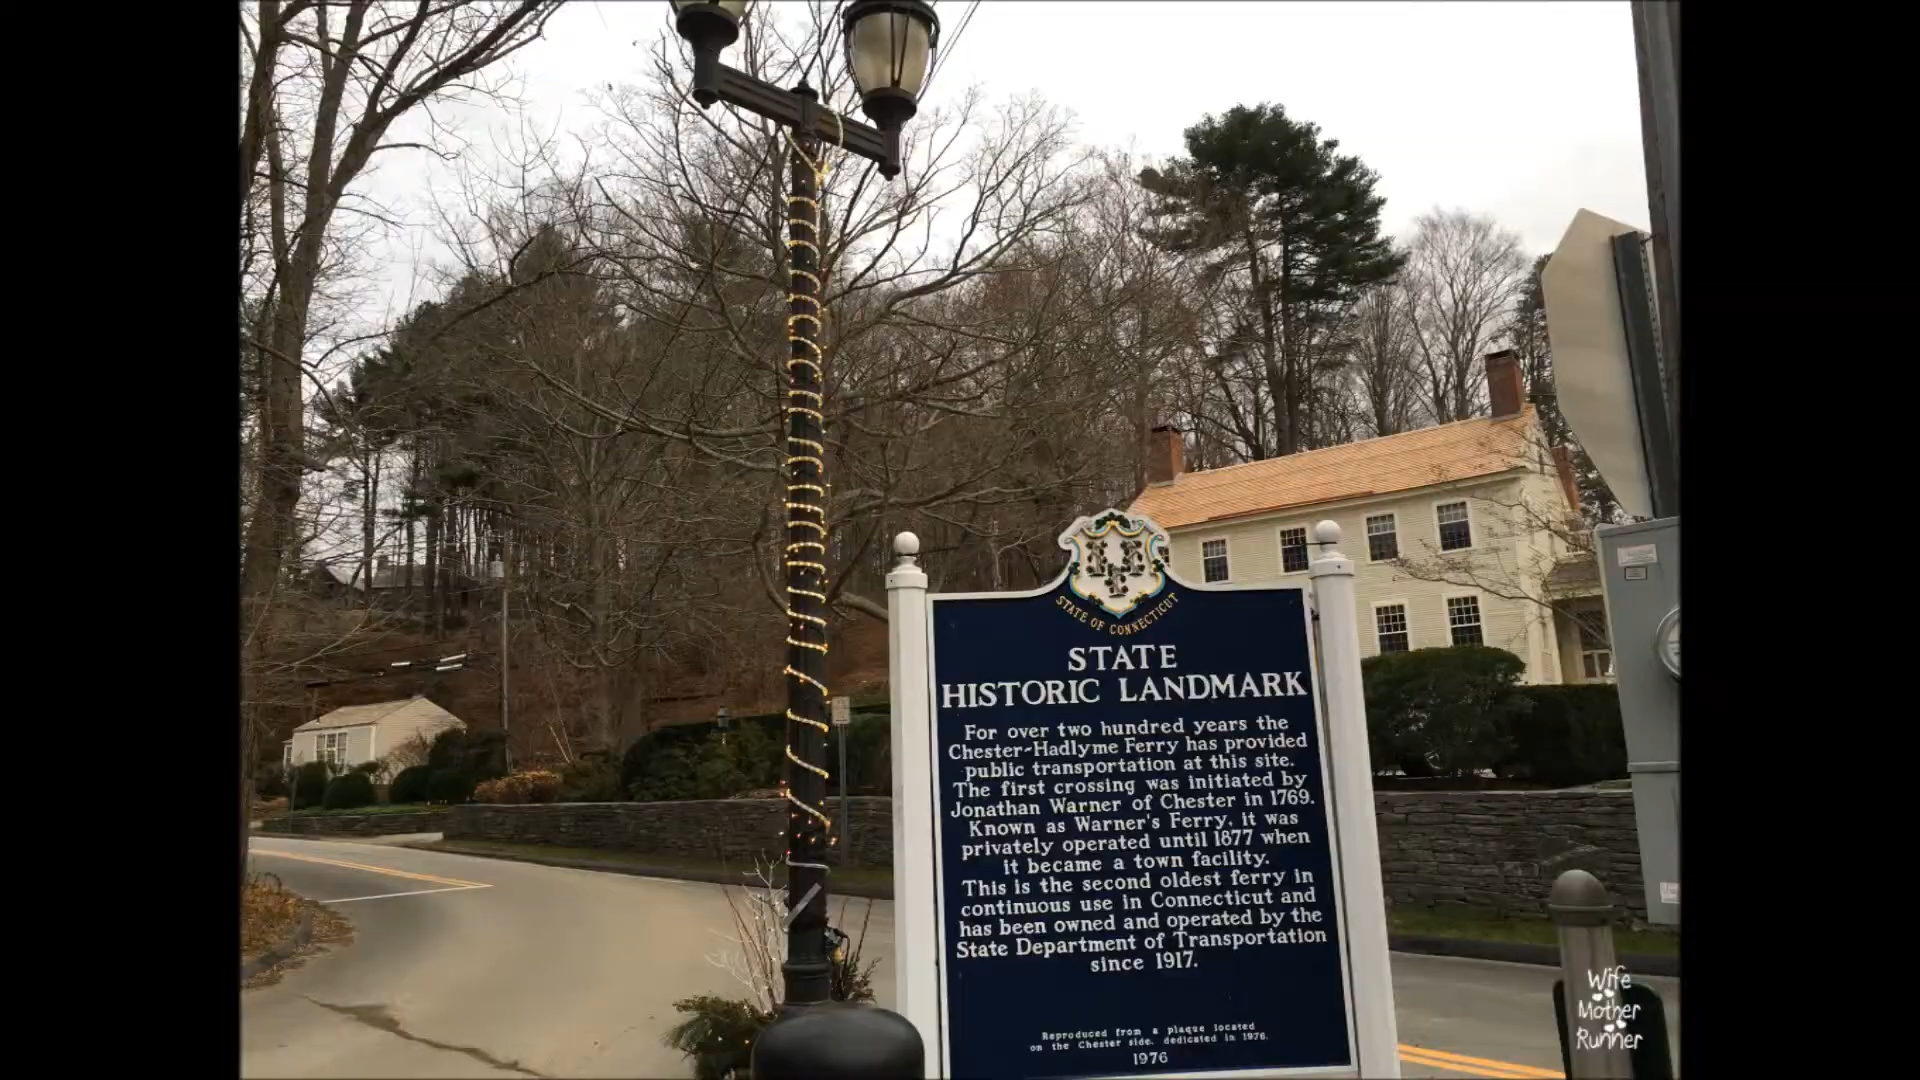 STATE OF CONNECTICUT
STATE
HISTORIC LANDMARK
For over two hundred years the
Chester-Hadlyme Ferry has provided
public transportation at this site.
The first crossing was initiated by
Jonathan Warner of Chester in 1769.
Known as Warner's Ferry, it was
privately operated until 1877 when
it became a town facility.
This is the second oldest ferry in
continuous use in Connecticut and
has been owned and operated by the
State Department of Transportation
since 1917.
Reproduced from a plaque located
on the Chester side, dedicated in 1976.
1976
Wife
Mother
Runner